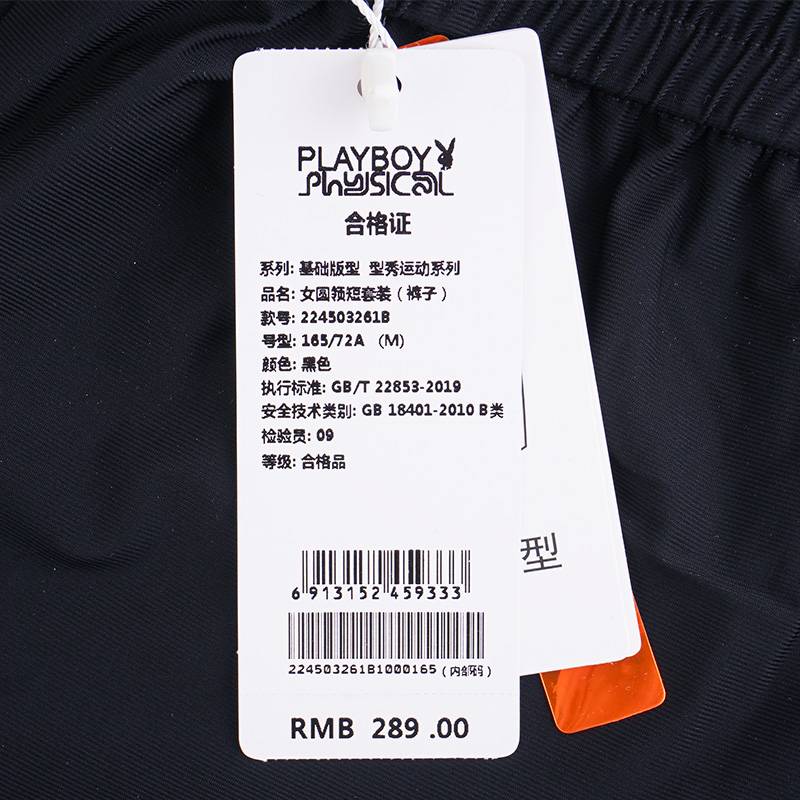 PLAYBOY
Physical
合格证
系列: 基础版型 型秀运动系列
品名: 女圆领短套装（裤子）
款号: 224503261B
号型: 165/72A （M）
颜色: 黑色
执行标准: GB/T 22853-2019
安全技术类别: GB 18401-2010 B类
检验员: 09
等级: 合格品
6 913152 459333
224503261B1000165（内部码）
RMB 289.00
型